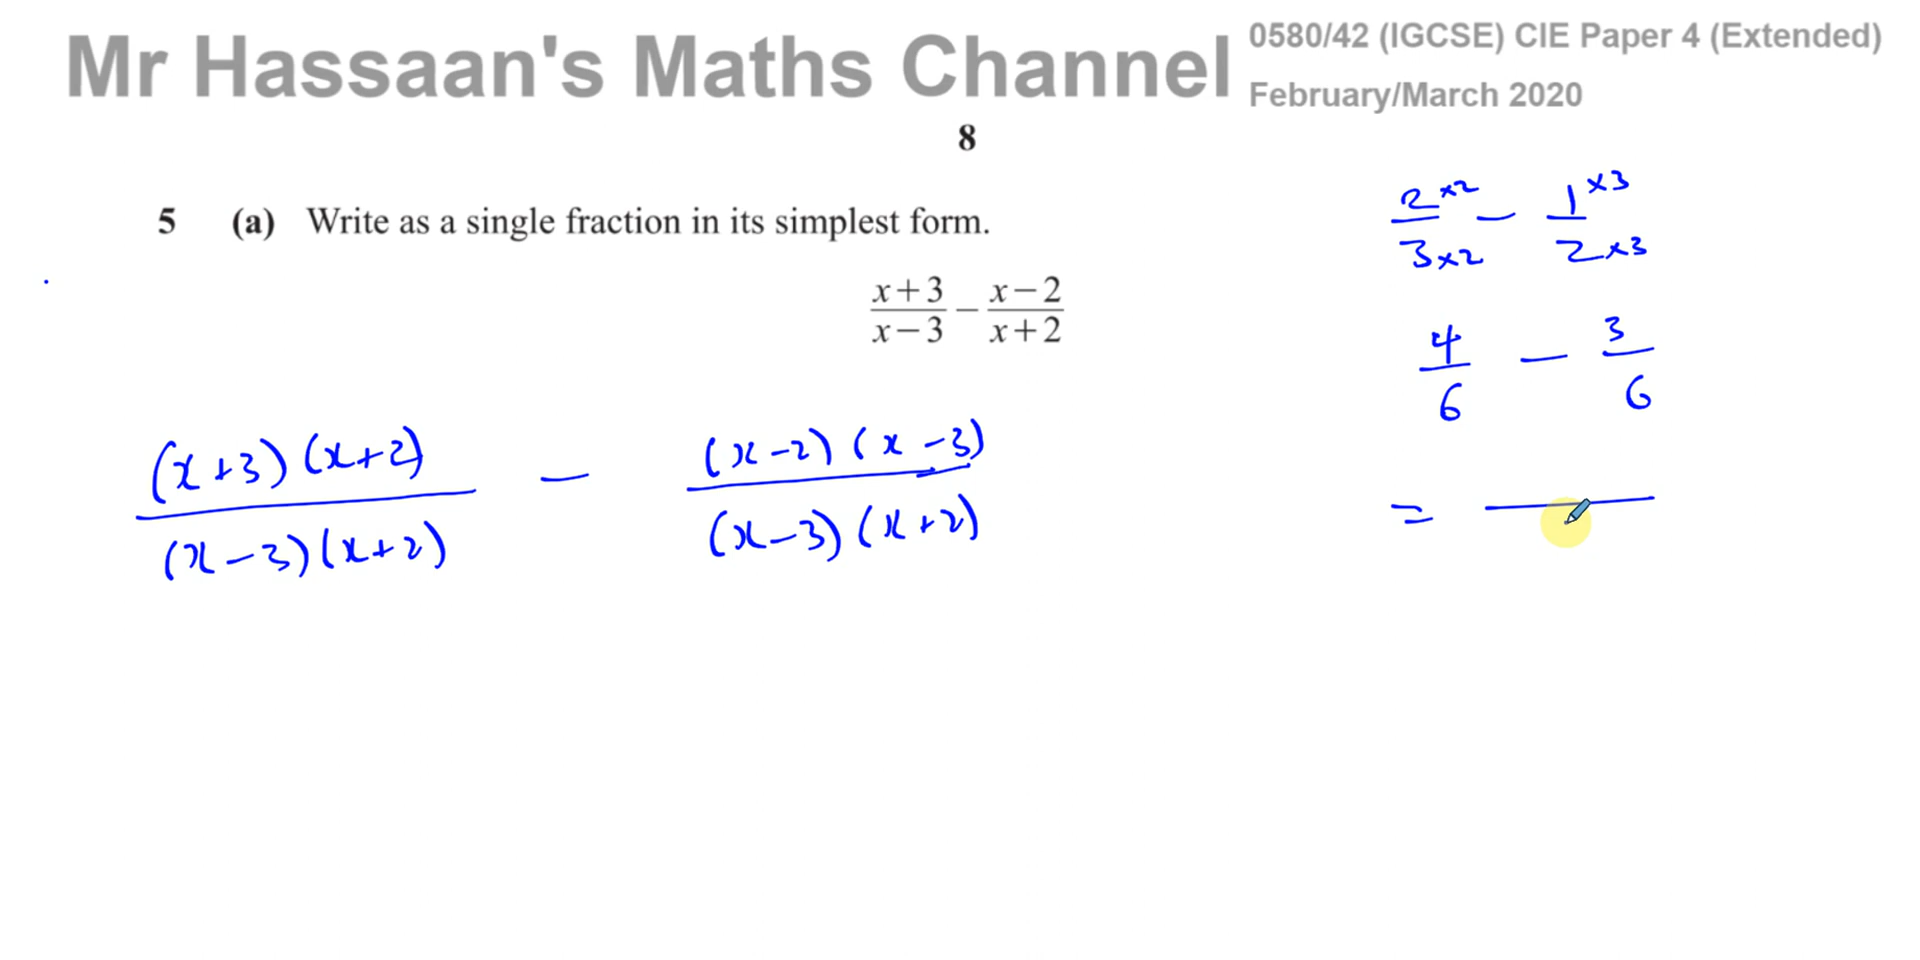 Mr Hassaan's Maths Channel
0580/42 (IGCSE) CIE Paper 4 (Extended)
February/March 2020
8
5 (a) Write as a single fraction in its simplest form.
x+3 / x−3 − x−2 / x+2
2×2 / 3×2 − 1×3 / 2×3
4/6 − 3/6
=
(x+3)(x+2) / (x−3)(x+2) − (x−2)(x−3) / (x−3)(x+2)